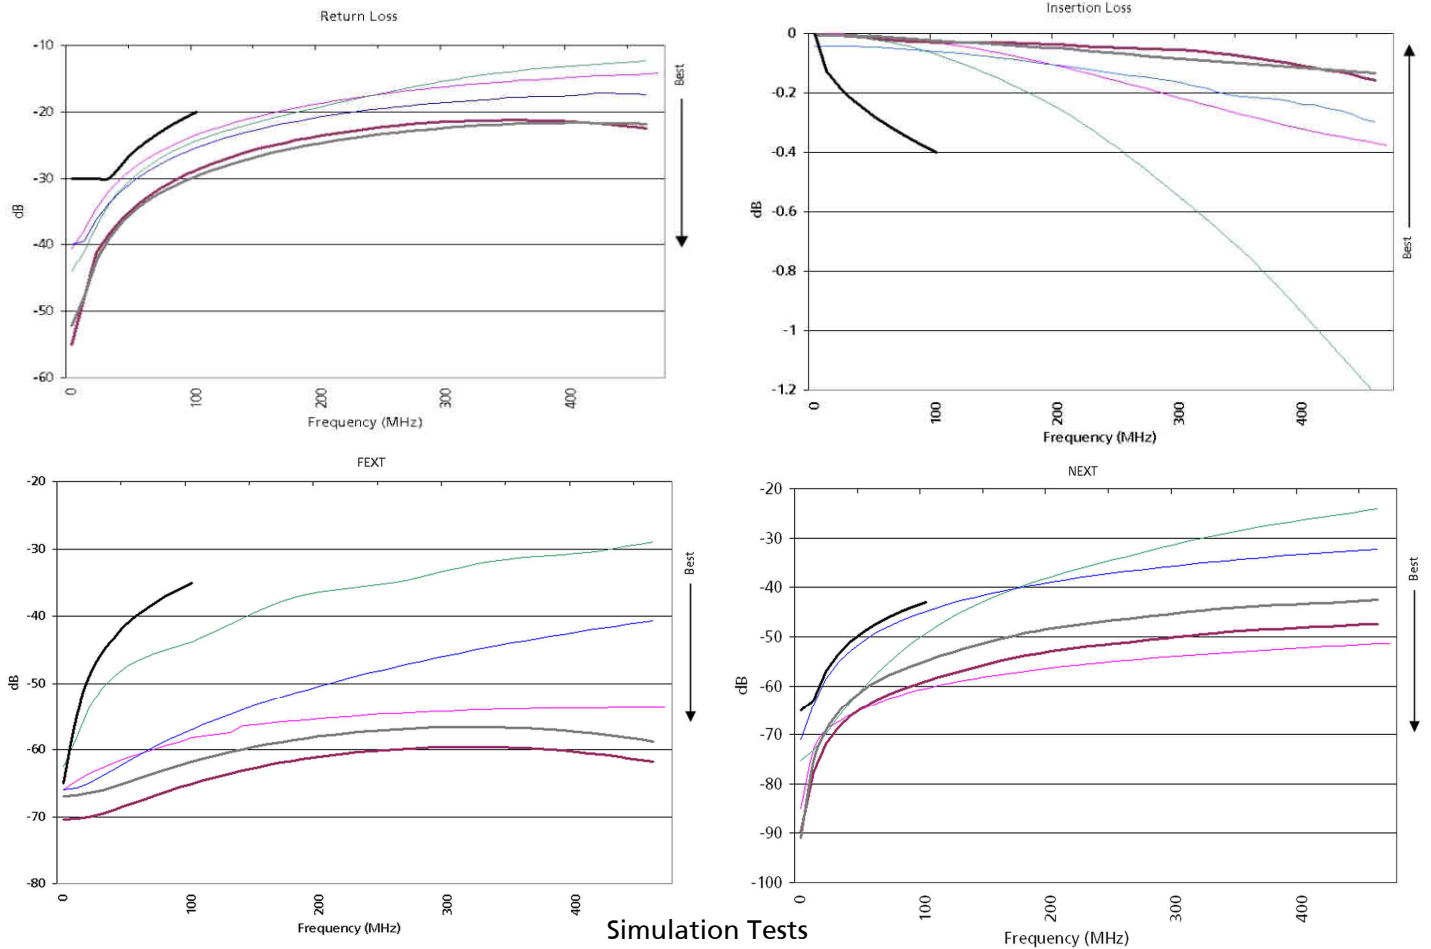 Return Loss
-10
-20
-30
-40
-50
-60
dB
0 100 200 300 400
Frequency (MHz)
Best
Insertion Loss
0
-0.2
-0.4
-0.6
-0.8
-1
-1.2
dB
0 100 200 300 400
Frequency (MHz)
Best
FEXT
-20
-30
-40
-50
-60
-70
-80
dB
0 100 200 300 400
Frequency (MHz)
Best
NEXT
-20
-30
-40
-50
-60
-70
-80
-90
-100
dB
0 100 200 300 400
Frequency (MHz)
Best
Simulation Tests